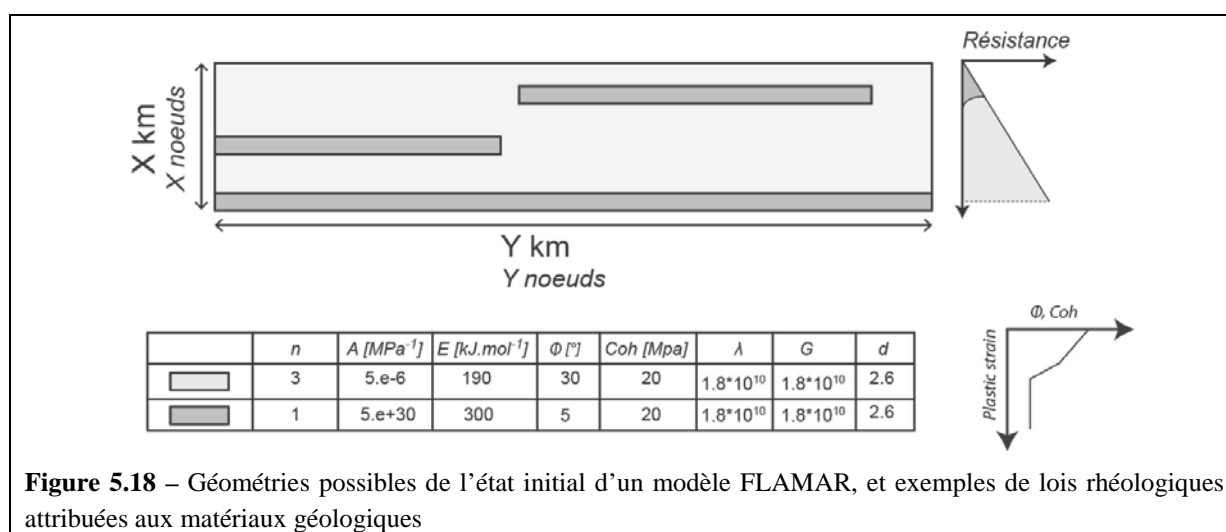 Résistance
X km
X noeuds
Y km
Y noeuds
n A [MPa⁻¹] E [kJ.mol⁻¹] Φ [°] Coh [Mpa] λ G d
3 5.e-6 190 30 20 1.8*10¹⁰ 1.8*10¹⁰ 2.6
1 5.e+30 300 5 20 1.8*10¹⁰ 1.8*10¹⁰ 2.6
Φ, Coh
Plastic strain
Figure 5.18 – Géométries possibles de l’état initial d’un modèle FLAMAR, et exemples de lois rhéologiques
attribuées aux matériaux géologiques